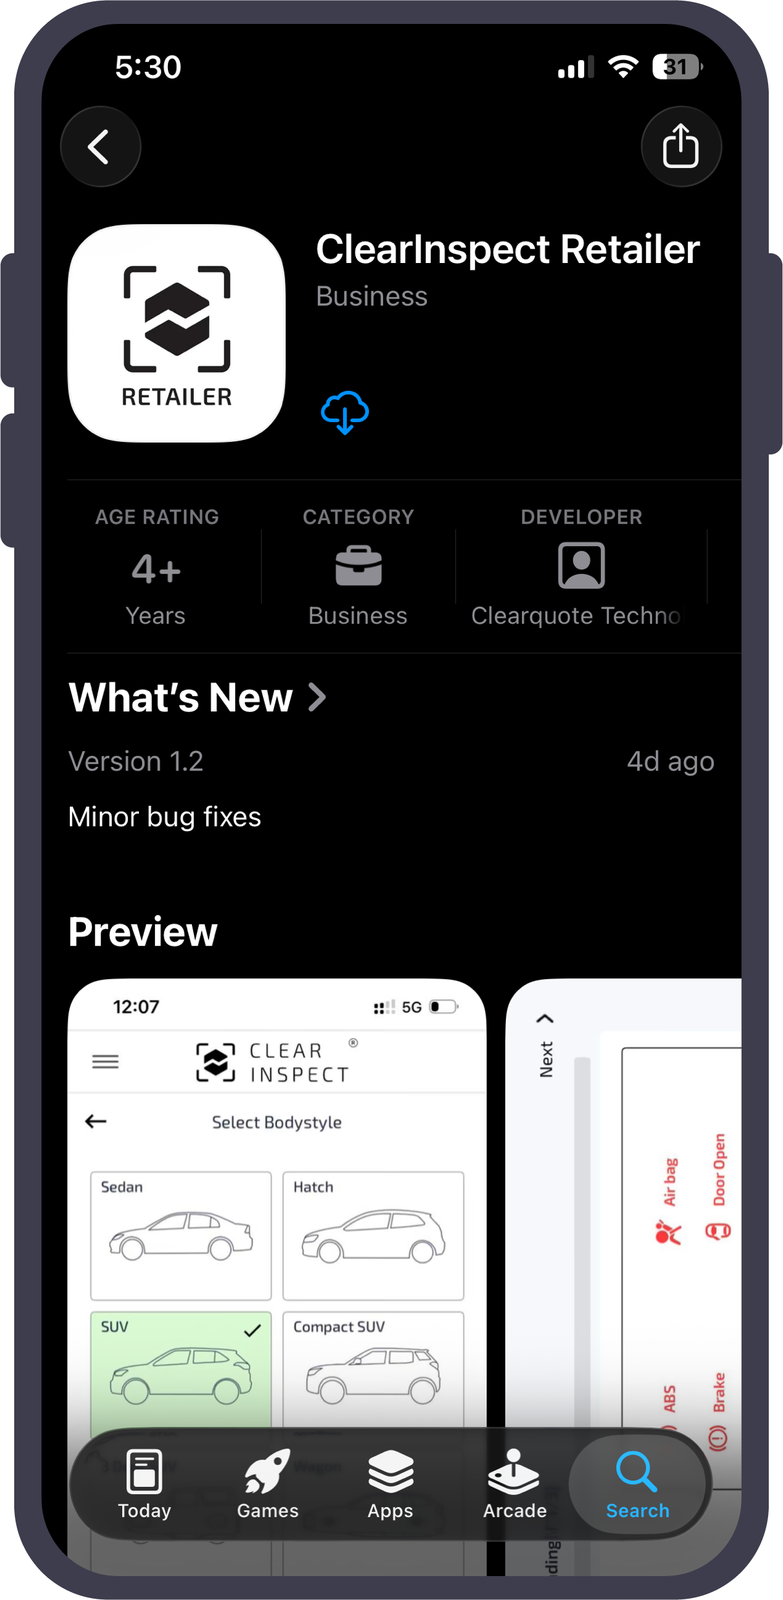 5:30
31
ClearInspect Retailer
Business
RETAILER
AGE RATING
4+
Years
CATEGORY
Business
DEVELOPER
Clearquote Techno
What's New
Version 1.2
4d ago
Minor bug fixes
Preview
12:07
5G
CLEAR ®
INSPECT
Select Bodystyle
Sedan
Hatch
SUV
Compact SUV
Wagon
Next
Air bag
Door Open
ABS
Brake
Today
Games
Apps
Arcade
Search